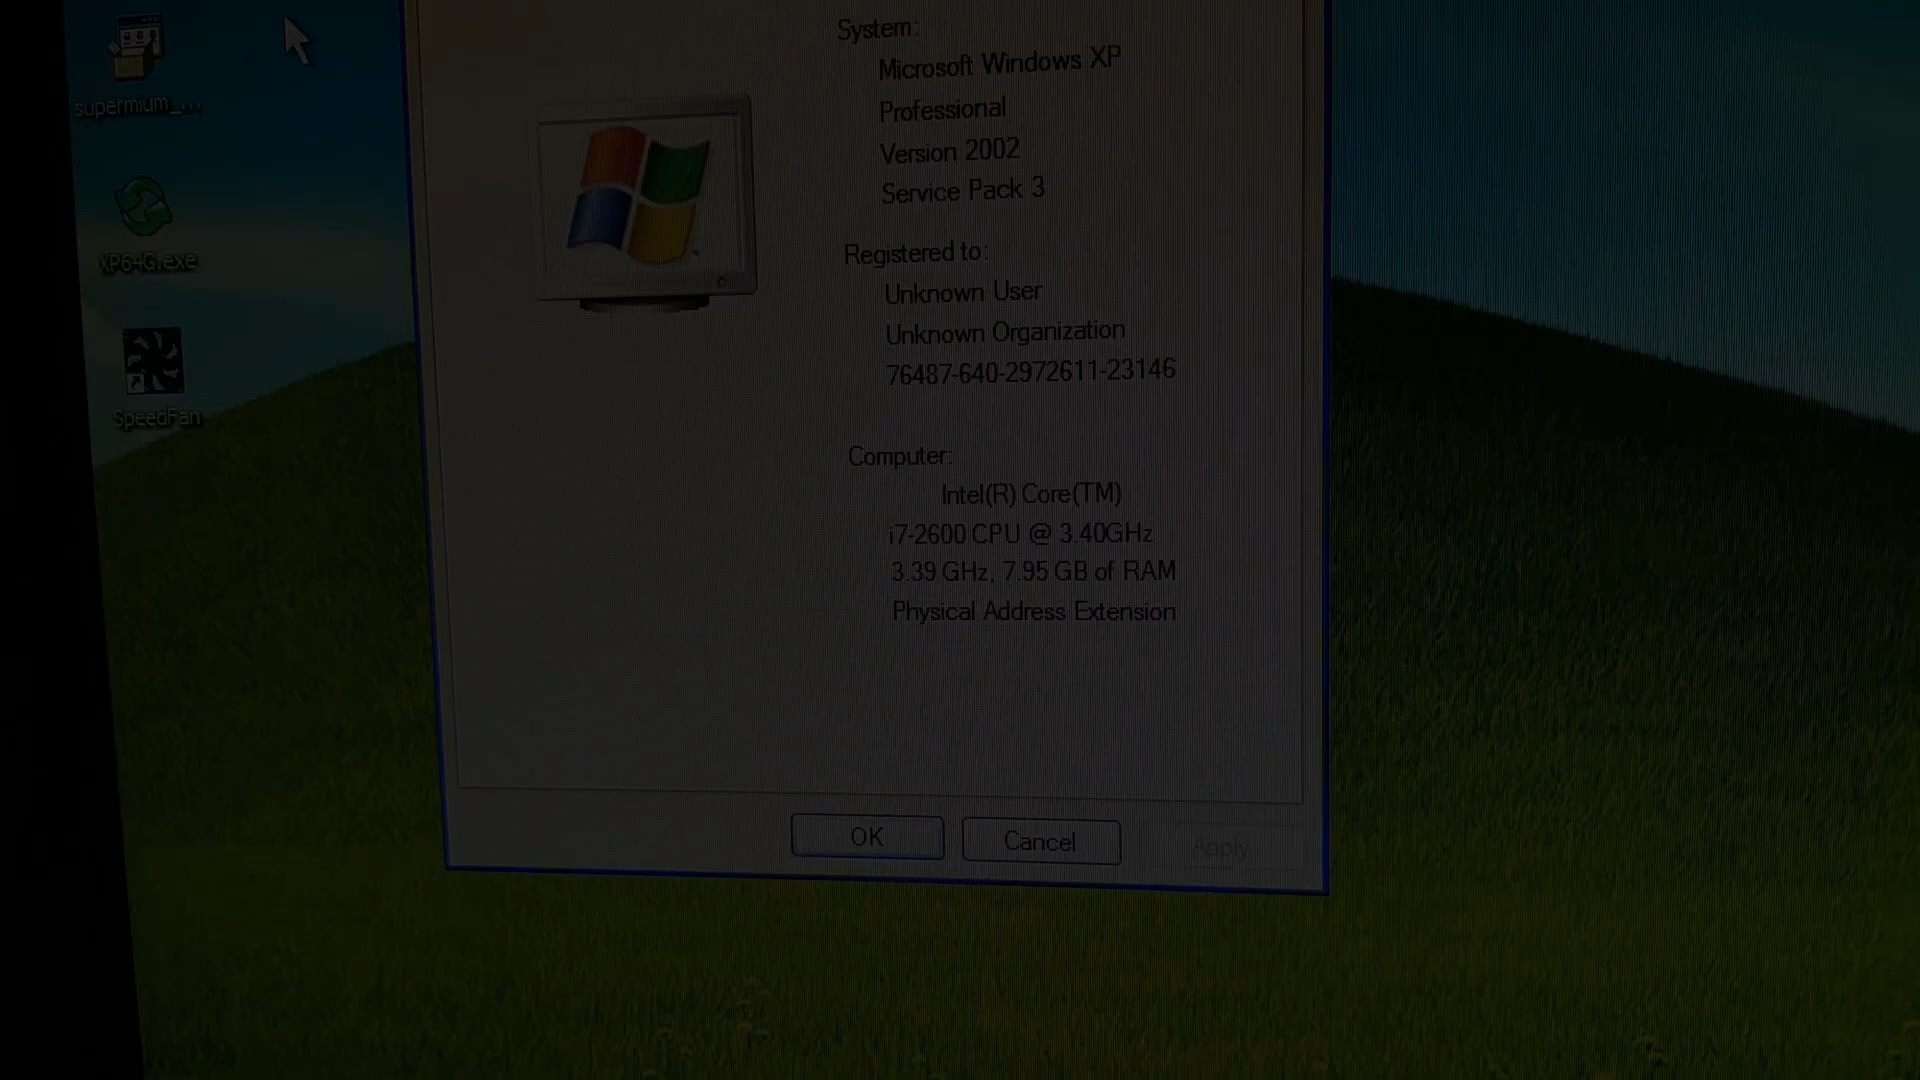 supermium_...
XP64G.exe
SpeedFan
System:
Microsoft Windows XP
Professional
Version 2002
Service Pack 3
Registered to:
Unknown User
Unknown Organization
76487-640-2972611-23146
Computer:
Intel(R) Core(TM)
i7-2600 CPU @ 3.40GHz
3.39 GHz, 7.95 GB of RAM
Physical Address Extension
OK
Cancel
Apply